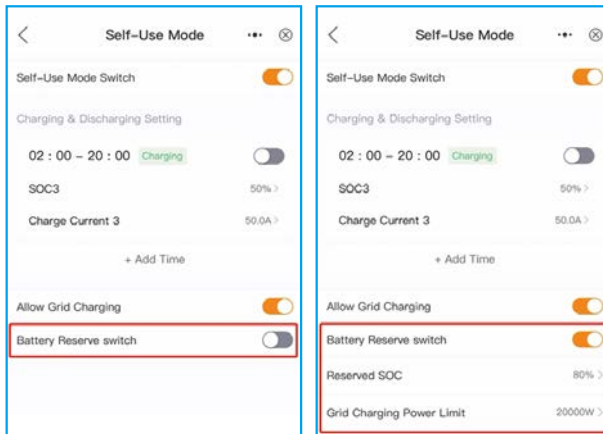 Self-Use Mode
Self-Use Mode Switch
Charging & Discharging Setting
02 : 00 - 20 : 00 Charging
SOC3 50% >
Charge Current 3 50.0A >
+ Add Time
Allow Grid Charging
Battery Reserve switch
Self-Use Mode
Self-Use Mode Switch
Charging & Discharging Setting
02 : 00 - 20 : 00 Charging
SOC3 50% >
Charge Current 3 50.0A >
+ Add Time
Allow Grid Charging
Battery Reserve switch
Reserved SOC 80% >
Grid Charging Power Limit 20000W >